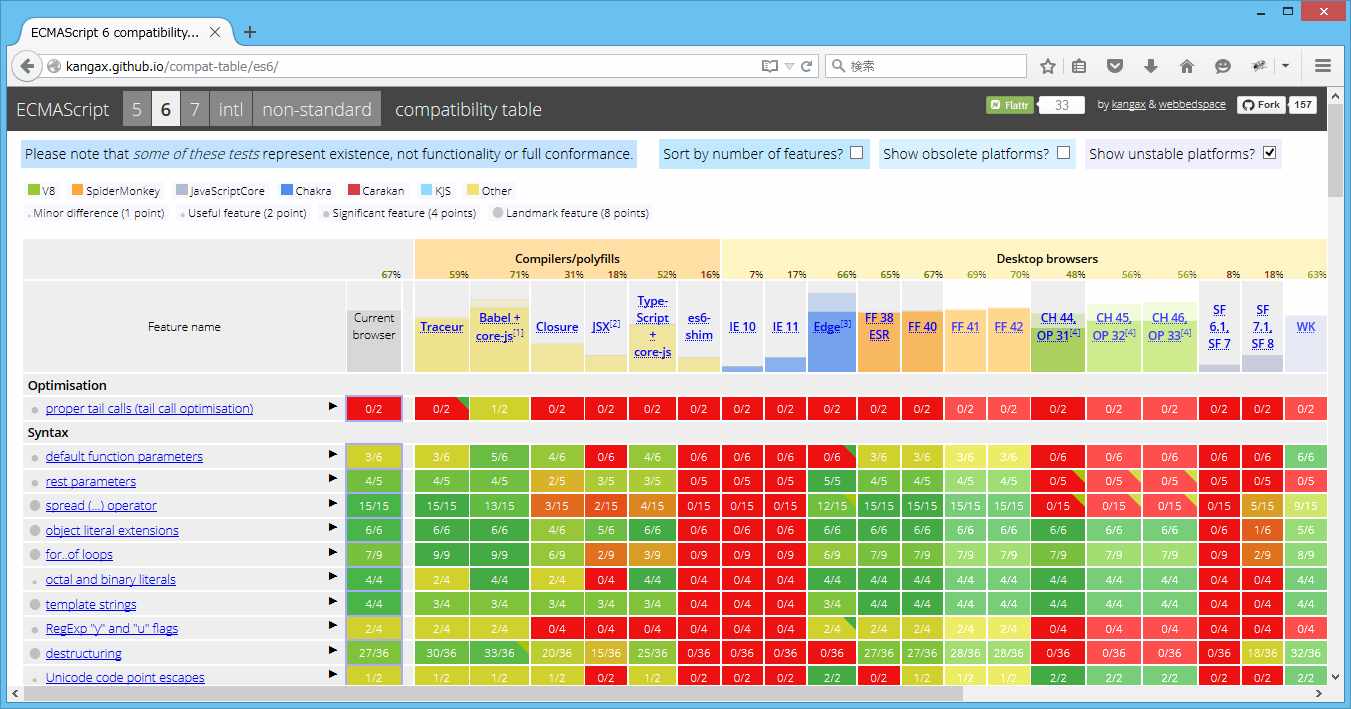 ECMAScript 6 compatibility...
kangax.github.io/compat-table/es6/
検索
ECMAScript 5 6 7 intl non-standard compatibility table
Flattr 33 by kangax & webbedspace Fork 157
Please note that some of these tests represent existence, not functionality or full conformance. Sort by number of features? Show obsolete platforms? Show unstable platforms?
V8 SpiderMonkey JavaScriptCore Chakra Carakan KJS Other
Minor difference (1 point) Useful feature (2 point) Significant feature (4 points) Landmark feature (8 points)
Compilers/polyfills Desktop browsers
67% 59% 71% 31% 18% 52% 16% 7% 17% 66% 65% 67% 69% 70% 48% 56% 56% 8% 18% 63%
Feature name
Current browser
Traceur
Babel + core-js[1]
Closure
JSX[2]
Type-Script + core-js
es6-shim
IE 10
IE 11
Edge[3]
FF 38 ESR
FF 40
FF 41
FF 42
CH 44, OP 31[4]
CH 45, OP 32[4]
CH 46, OP 33[4]
SF 6.1, SF 7
SF 7.1, SF 8
WK
Optimisation
proper tail calls (tail call optimisation) 0/2 0/2 1/2 0/2 0/2 0/2 0/2 0/2 0/2 0/2 0/2 0/2 0/2 0/2 0/2 0/2 0/2 0/2 0/2 0/2
Syntax
default function parameters 3/6 3/6 5/6 4/6 0/6 4/6 0/6 0/6 0/6 0/6 3/6 3/6 3/6 3/6 0/6 0/6 0/6 0/6 0/6 6/6
rest parameters 4/5 4/5 4/5 2/5 3/5 3/5 0/5 0/5 0/5 5/5 4/5 4/5 4/5 4/5 0/5 0/5 0/5 0/5 0/5 0/5
spread (...) operator 15/15 15/15 13/15 3/15 2/15 4/15 0/15 0/15 0/15 12/15 15/15 15/15 15/15 15/15 0/15 0/15 0/15 0/15 5/15 9/15
object literal extensions 6/6 6/6 6/6 4/6 5/6 6/6 0/6 0/6 0/6 6/6 6/6 6/6 6/6 6/6 6/6 6/6 6/6 0/6 1/6 5/6
for..of loops 7/9 9/9 9/9 6/9 2/9 3/9 0/9 0/9 0/9 6/9 7/9 7/9 7/9 7/9 7/9 7/9 7/9 0/9 2/9 8/9
octal and binary literals 4/4 2/4 4/4 2/4 0/4 4/4 0/4 0/4 0/4 4/4 4/4 4/4 4/4 4/4 4/4 4/4 4/4 0/4 0/4 4/4
template strings 4/4 3/4 3/4 3/4 3/4 3/4 0/4 0/4 0/4 3/4 4/4 4/4 4/4 4/4 4/4 4/4 4/4 0/4 0/4 4/4
RegExp "y" and "u" flags 2/4 2/4 2/4 0/4 0/4 0/4 0/4 0/4 0/4 2/4 2/4 2/4 2/4 2/4 0/4 0/4 0/4 0/4 0/4 0/4
destructuring 27/36 30/36 33/36 20/36 15/36 25/36 0/36 0/36 0/36 0/36 27/36 27/36 28/36 28/36 0/36 0/36 0/36 0/36 18/36 32/36
Unicode code point escapes 1/2 1/2 1/2 1/2 0/2 1/2 0/2 0/2 0/2 2/2 0/2 1/2 1/2 1/2 2/2 2/2 2/2 0/2 0/2 2/2